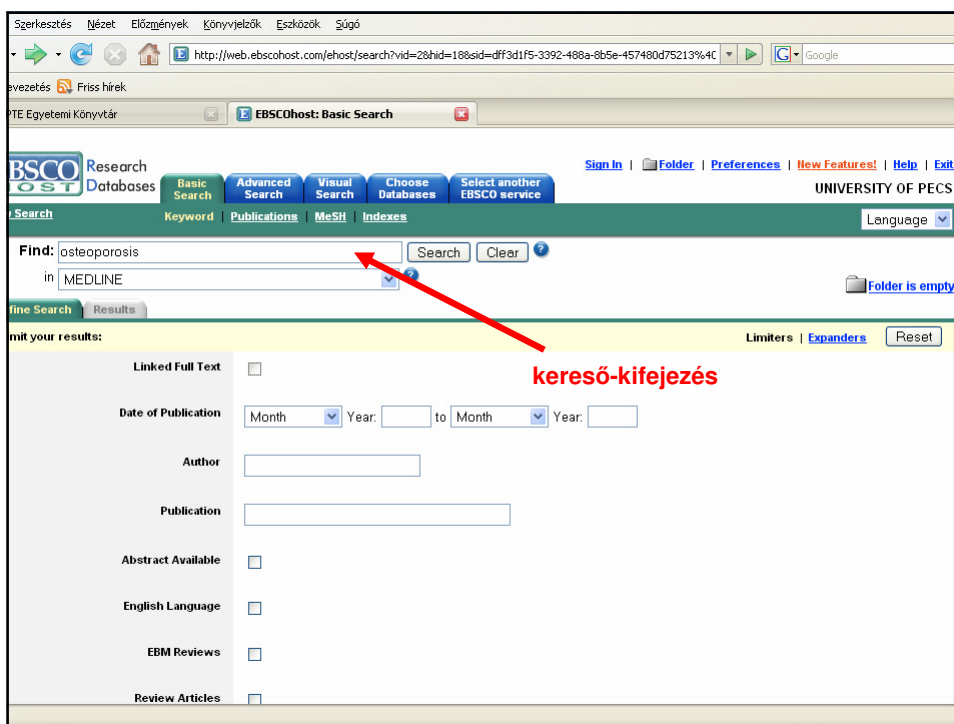 Szerkesztés Nézet Előzmények Könyvjelzők Eszközök Súgó
http://web.ebscohost.com/ehost/search?vid=2&hid=18&sid=dff3d1f5-3392-488a-8b5e-457480d75213%4C Google
evezetés Friss hírek
PTE Egyetemi Könyvtár EBSCOhost: Basic Search
Sign In | Folder | Preferences | New Features! | Help | Exit
BSCO Research
OST Databases Basic Search Advanced Search Visual Search Choose Databases Select another EBSCO service
UNIVERSITY OF PECS
Search Keyword | Publications | MeSH | Indexes Language
Find: osteoporosis Search Clear
in MEDLINE
Folder is empty
fine Search Results
mit your results: Limiters | Expanders Reset
Linked Full Text
kereső-kifejezés
Date of Publication Month Year: to Month Year:
Author
Publication
Abstract Available
English Language
EBM Reviews
Review Articles